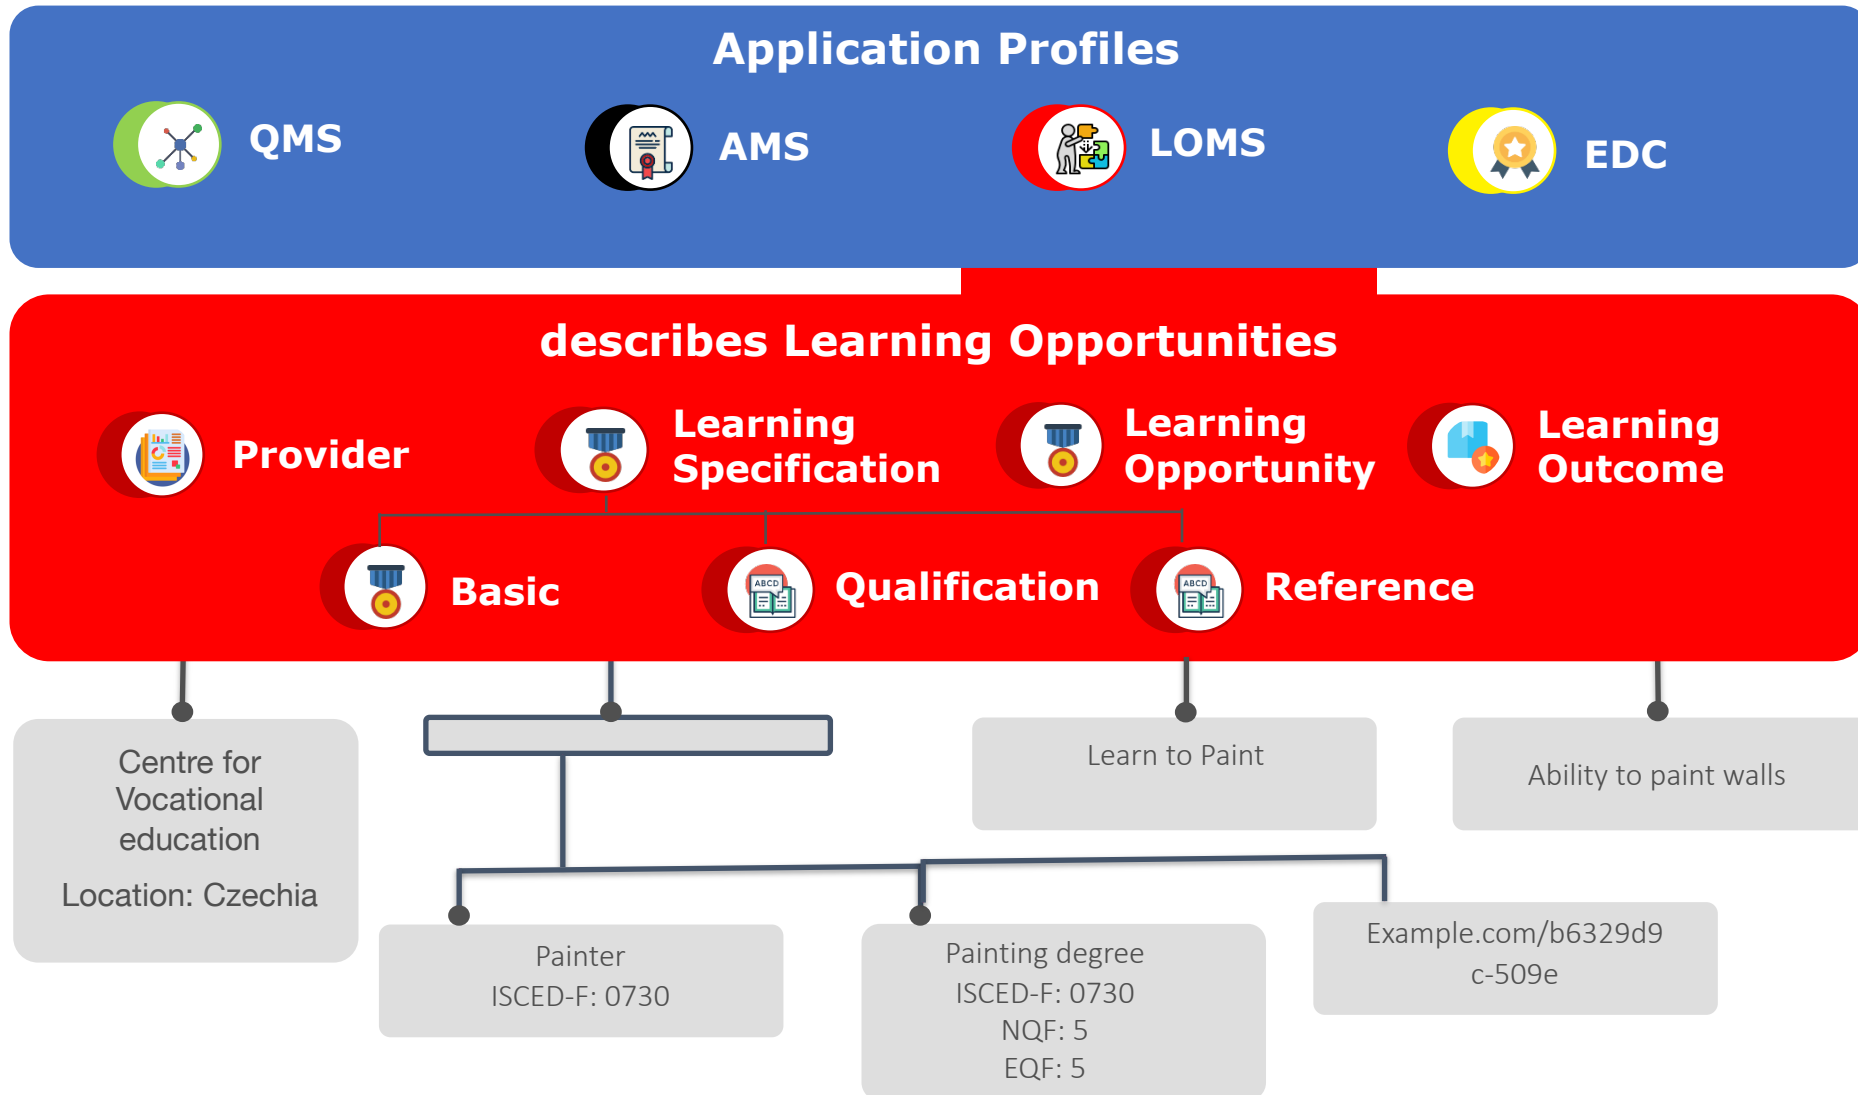 Application Profiles
QMS
AMS
LOMS
EDC
describes Learning Opportunities
Provider
Learning
Specification
Learning
Opportunity
Learning
Outcome
Basic
Qualification
Reference
Centre for
Vocational
education
Location: Czechia
Learn to Paint
Ability to paint walls
Painter
ISCED-F: 0730
Painting degree
ISCED-F: 0730
NQF: 5
EQF: 5
Example.com/b6329d9
c-509e
ABCD
ABCD